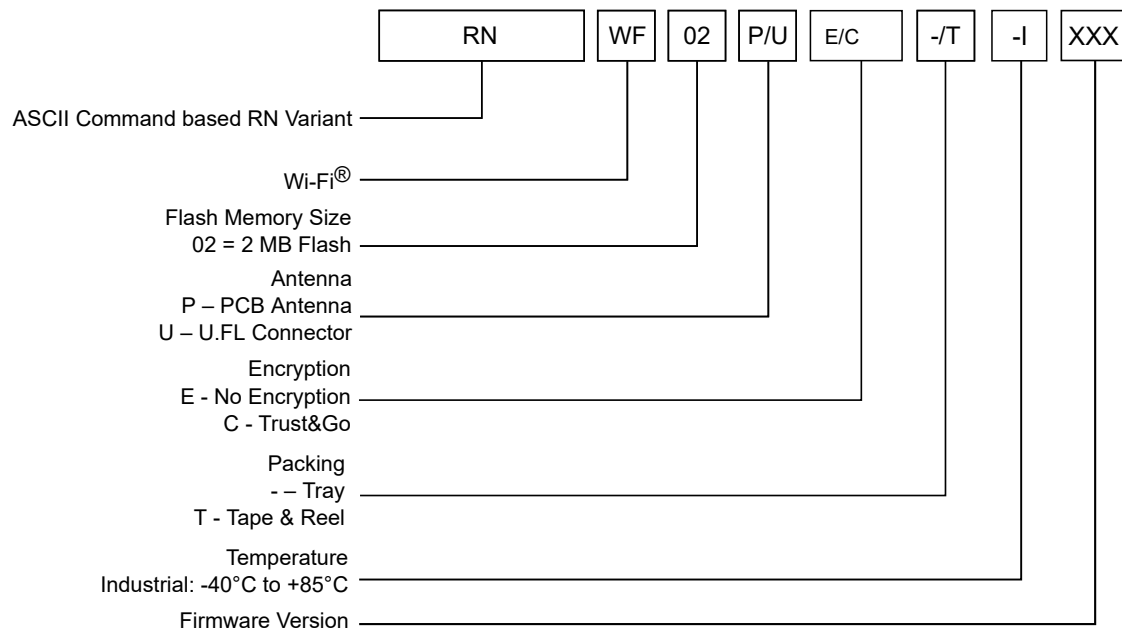 RN WF 02 P/U E/C -/T -I XXX
ASCII Command based RN Variant
Wi-Fi®
Flash Memory Size
02 = 2 MB Flash
Antenna
P – PCB Antenna
U – U.FL Connector
Encryption
E - No Encryption
C - Trust&Go
Packing
- – Tray
T - Tape & Reel
Temperature
Industrial: -40°C to +85°C
Firmware Version